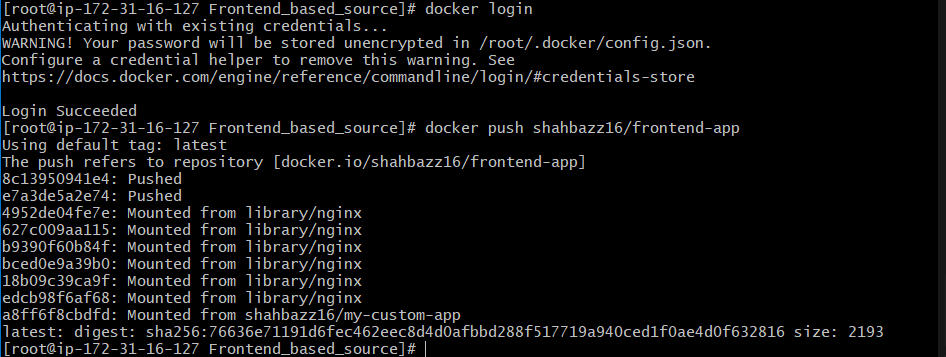 [root@ip-172-31-16-127 Frontend_based_source]# docker login
Authenticating with existing credentials...
WARNING! Your password will be stored unencrypted in /root/.docker/config.json.
Configure a credential helper to remove this warning. See
https://docs.docker.com/engine/reference/commandline/login/#credentials-store
Login Succeeded
[root@ip-172-31-16-127 Frontend_based_source]# docker push shahbazz16/frontend-app
Using default tag: latest
The push refers to repository [docker.io/shahbazz16/frontend-app]
8c13950941e4: Pushed
e7a3de5a2e74: Pushed
4952de04fe7e: Mounted from library/nginx
627c009aa115: Mounted from library/nginx
b9390f60b84f: Mounted from library/nginx
bced0e9a39b0: Mounted from library/nginx
18b09c39ca9f: Mounted from library/nginx
edcb98f6af68: Mounted from library/nginx
a8ff6f8cbdfd: Mounted from shahbazz16/my-custom-app
latest: digest: sha256:76636e71191d6fec462eec8d4d0afbbd288f517719a940ced1f0ae4d0f632816 size: 2193
[root@ip-172-31-16-127 Frontend_based_source]#